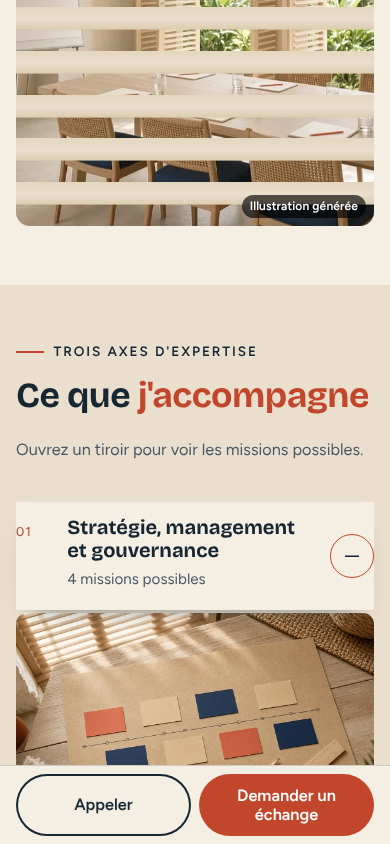 Illustration générée
TROIS AXES D'EXPERTISE
Ce que j'accompagne
Ouvrez un tiroir pour voir les missions possibles.
01
Stratégie, management
et gouvernance
4 missions possibles
Appeler
Demander un
échange